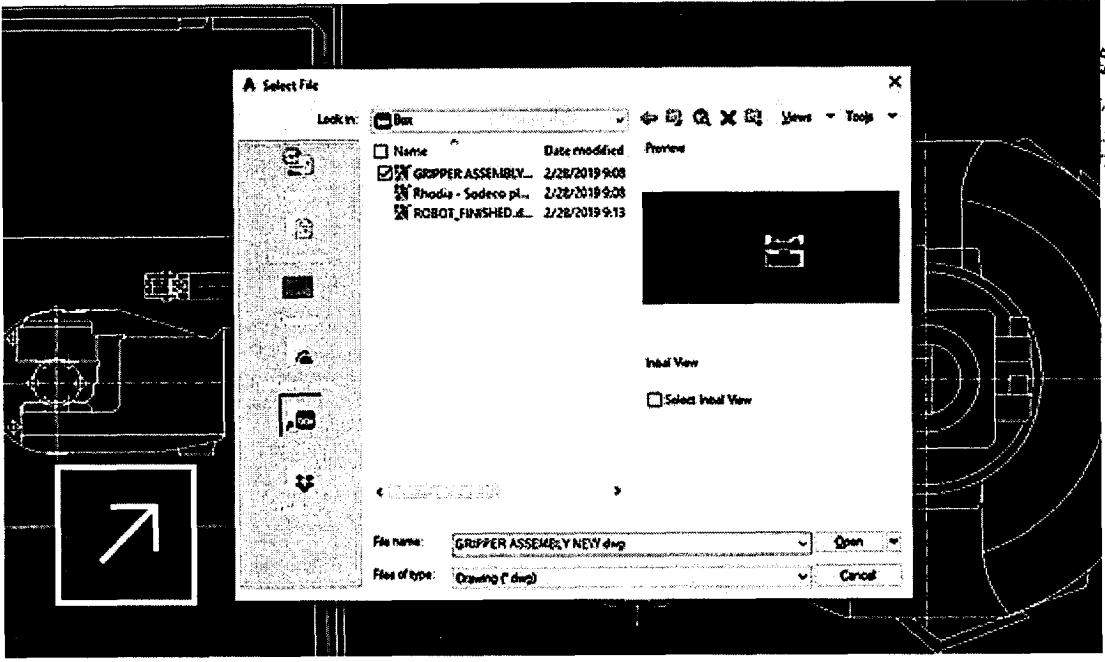 A Select File
Look in: Box Views Tools
Name Date modified Preview
GRIPPER ASSEMBLY... 2/28/2019 9:08
Rhodia - Sodeco pl... 2/28/2019 9:08
ROBOT_FINISHED.d... 2/28/2019 9:13
Initial View
Select Initial View
File name: GRIPPER ASSEMBLY NEW.dwg Open
Files of type: Drawing (*.dwg) Cancel